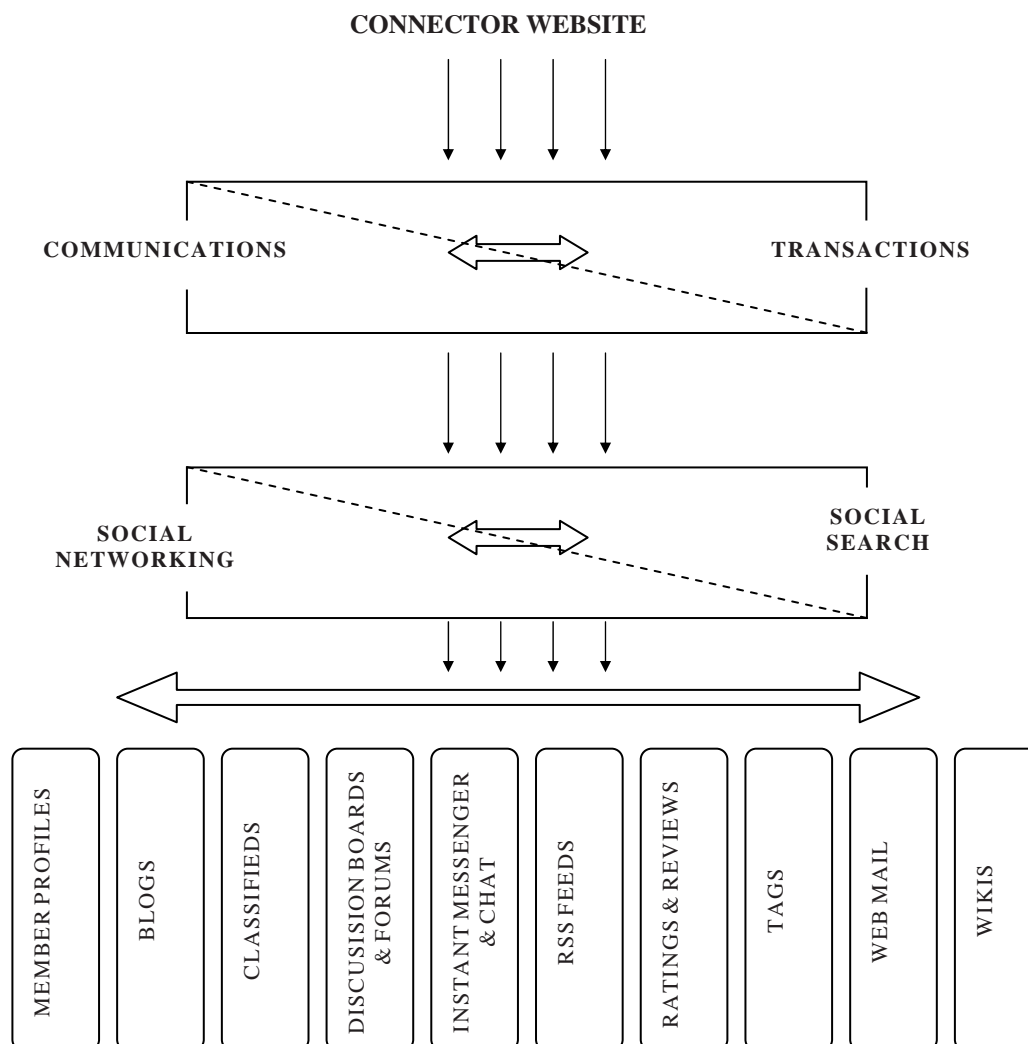 CONNECTOR WEBSITE
COMMUNICATIONS
TRANSACTIONS
SOCIAL
NETWORKING
SOCIAL
SEARCH
MEMBER PROFILES
BLOGS
CLASSIFIEDS
DISCUSISION BOARDS
& FORUMS
INSTANT MESSENGER
& CHAT
RSS FEEDS
RATINGS & REVIEWS
TAGS
WEB MAIL
WIKIS